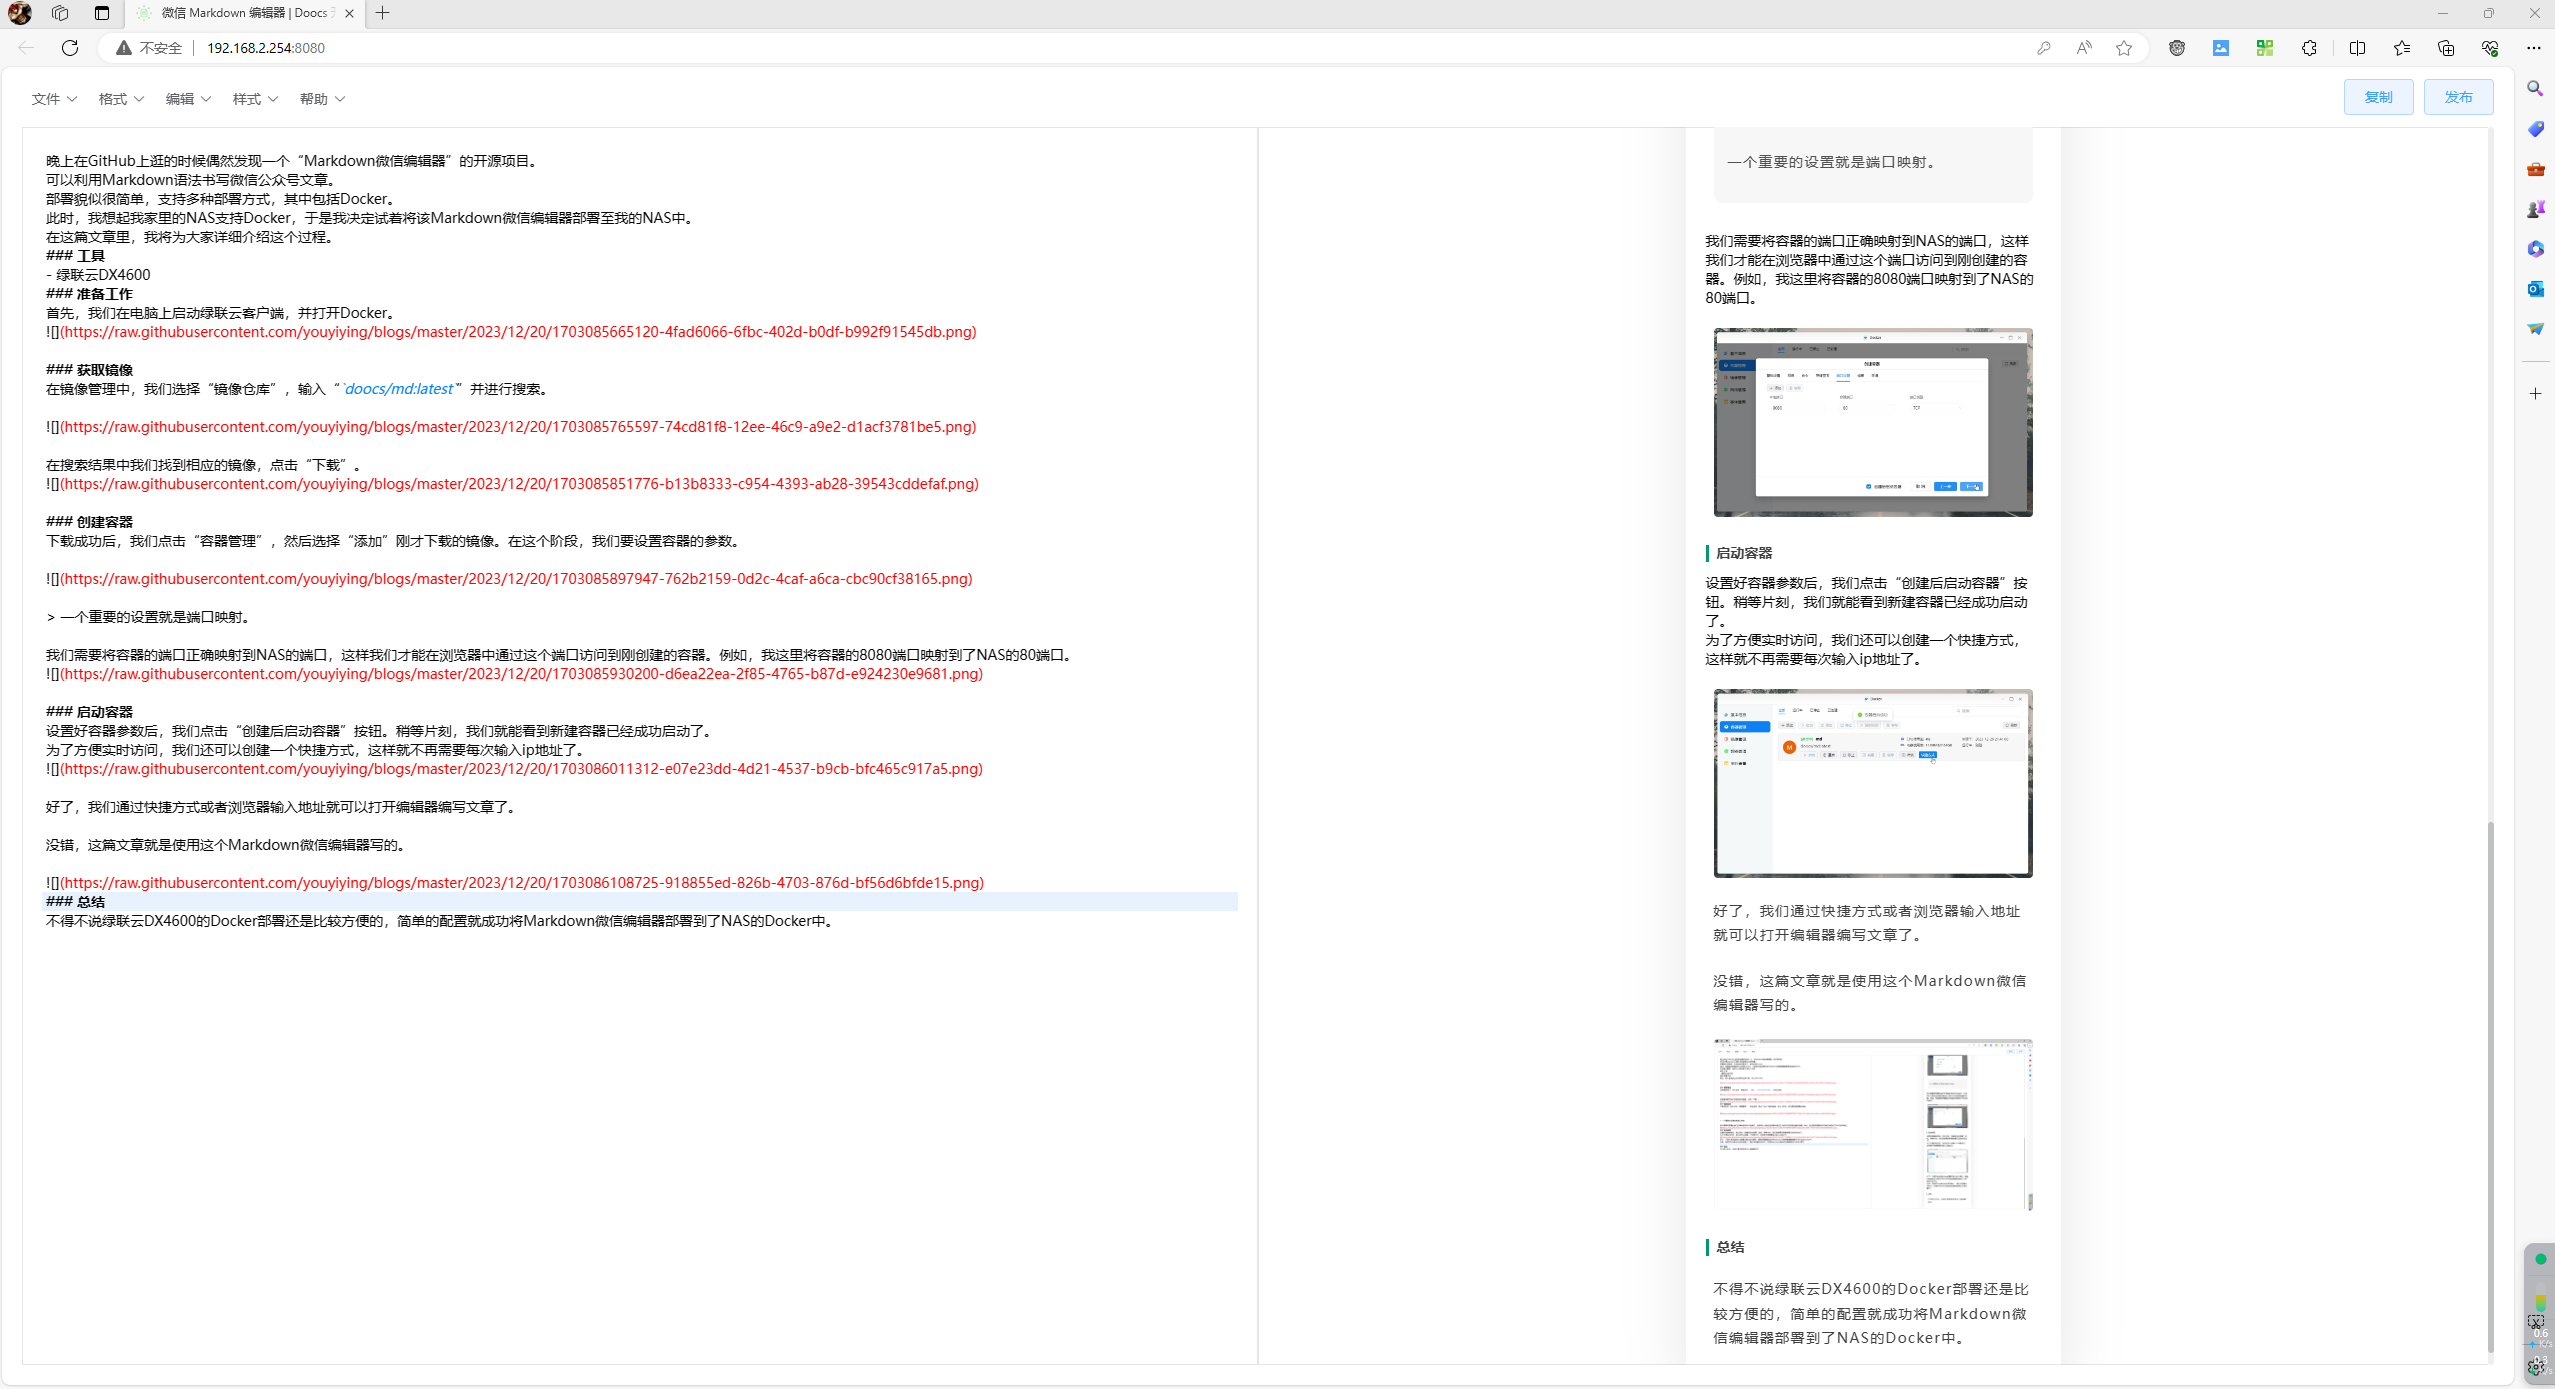 微信 Markdown 编辑器 | Doocs
不安全
192.168.2.254:8080
文件
格式
编辑
样式
帮助
复制
发布
晚上在GitHub上逛的时候偶然发现一个“Markdown微信编辑器”的开源项目。
可以利用Markdown语法书写微信公众号文章。
部署貌似很简单，支持多种部署方式，其中包括Docker。
此时，我想起我家里的NAS支持Docker，于是我决定试着将该Markdown微信编辑器部署至我的NAS中。
在这篇文章里，我将为大家详细介绍这个过程。
### 工具
- 绿联云DX4600
### 准备工作
首先，我们在电脑上启动绿联云客户端，并打开Docker。
![](https://raw.githubusercontent.com/youyiying/blogs/master/2023/12/20/1703085665120-4fad6066-6fbc-402d-b0df-b992f91545db.png)
### 获取镜像
在镜像管理中，我们选择“镜像仓库”，输入“`doocs/md:latest`”并进行搜索。
![](https://raw.githubusercontent.com/youyiying/blogs/master/2023/12/20/1703085765597-74cd81f8-12ee-46c9-a9e2-d1acf3781be5.png)
在搜索结果中我们找到相应的镜像，点击“下载”。
![](https://raw.githubusercontent.com/youyiying/blogs/master/2023/12/20/1703085851776-b13b8333-c954-4393-ab28-39543cddefaf.png)
### 创建容器
下载成功后，我们点击“容器管理”，然后选择“添加”刚才下载的镜像。在这个阶段，我们要设置容器的参数。
![](https://raw.githubusercontent.com/youyiying/blogs/master/2023/12/20/1703085897947-762b2159-0d2c-4caf-a6ca-cbc90cf38165.png)
> 一个重要的设置就是端口映射。
我们需要将容器的端口正确映射到NAS的端口，这样我们才能在浏览器中通过这个端口访问到刚创建的容器。例如，我这里将容器的8080端口映射到了NAS的80端口。
![](https://raw.githubusercontent.com/youyiying/blogs/master/2023/12/20/1703085930200-d6ea22ea-2f85-4765-b87d-e924230e9681.png)
### 启动容器
设置好容器参数后，我们点击“创建后启动容器”按钮。稍等片刻，我们就能看到新建容器已经成功启动了。
为了方便实时访问，我们还可以创建一个快捷方式，这样就不再需要每次输入ip地址了。
![](https://raw.githubusercontent.com/youyiying/blogs/master/2023/12/20/1703086011312-e07e23dd-4d21-4537-b9cb-bfc465c917a5.png)
好了，我们通过快捷方式或者浏览器输入地址就可以打开编辑器编写文章了。
没错，这篇文章就是使用这个Markdown微信编辑器写的。
![](https://raw.githubusercontent.com/youyiying/blogs/master/2023/12/20/1703086108725-918855ed-826b-4703-876d-bf56d6bfde15.png)
### 总结
不得不说绿联云DX4600的Docker部署还是比较方便的，简单的配置就成功将Markdown微信编辑器部署到了NAS的Docker中。
一个重要的设置就是端口映射。
我们需要将容器的端口正确映射到NAS的端口，这样
我们才能在浏览器中通过这个端口访问到刚创建的容
器。例如，我这里将容器的8080端口映射到了NAS的
80端口。
Docker
创建容器
8080
80
TCP
启动容器
设置好容器参数后，我们点击“创建后启动容器”按
钮。稍等片刻，我们就能看到新建容器已经成功启动
了。
为了方便实时访问，我们还可以创建一个快捷方式，
这样就不再需要每次输入ip地址了。
Docker
好了，我们通过快捷方式或者浏览器输入地址
就可以打开编辑器编写文章了。
没错，这篇文章就是使用这个Markdown微信
编辑器写的。
总结
不得不说绿联云DX4600的Docker部署还是比
较方便的，简单的配置就成功将Markdown微
信编辑器部署到了NAS的Docker中。
0.6